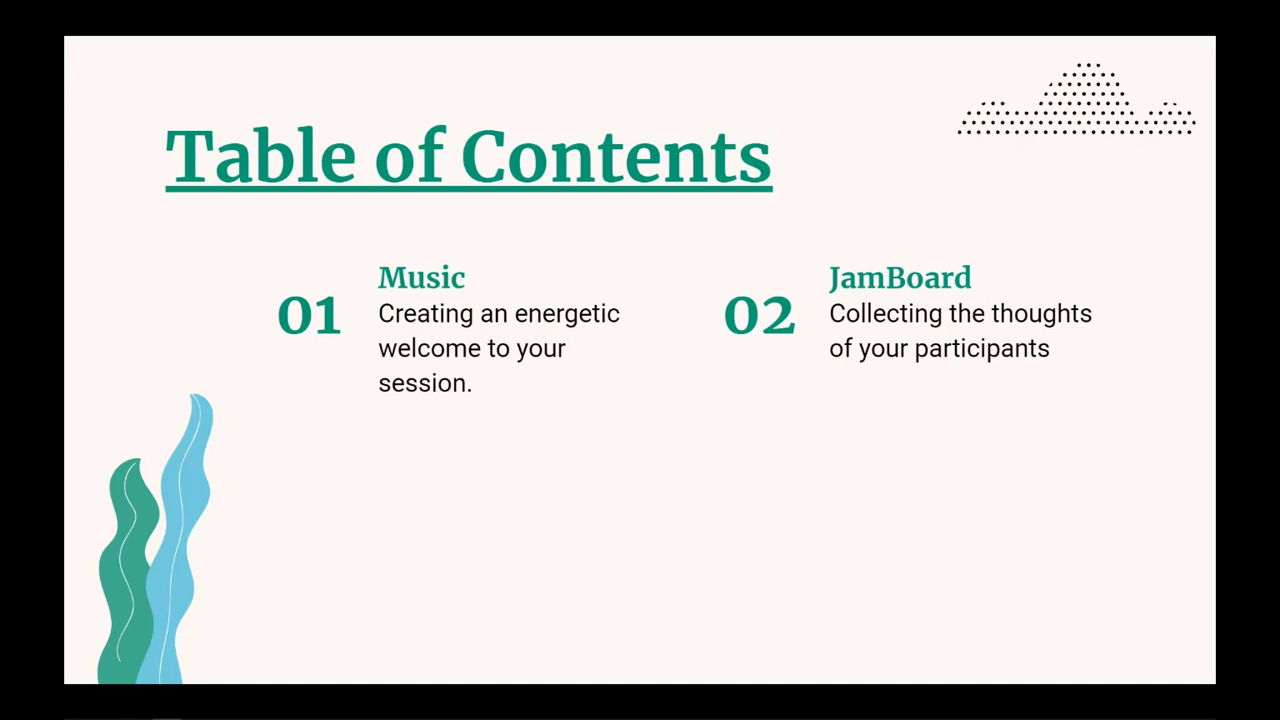 Table of Contents
01
Music
Creating an energetic
welcome to your
session.
02
JamBoard
Collecting the thoughts
of your participants